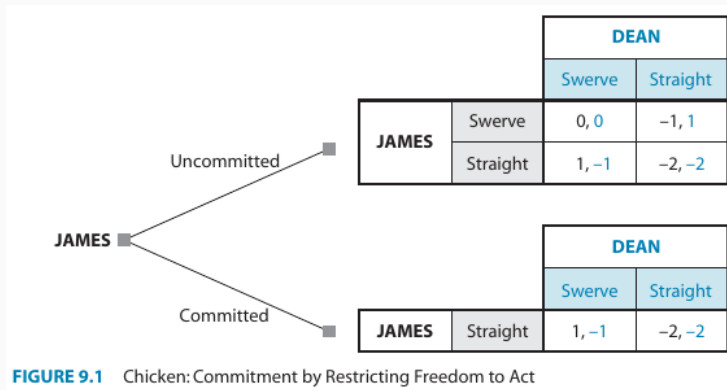 DEAN
Swerve Straight
JAMES Swerve 0, 0 –1, 1
Straight 1, –1 –2, –2
Uncommitted
JAMES
Committed
DEAN
Swerve Straight
JAMES Straight 1, –1 –2, –2
FIGURE 9.1 Chicken: Commitment by Restricting Freedom to Act